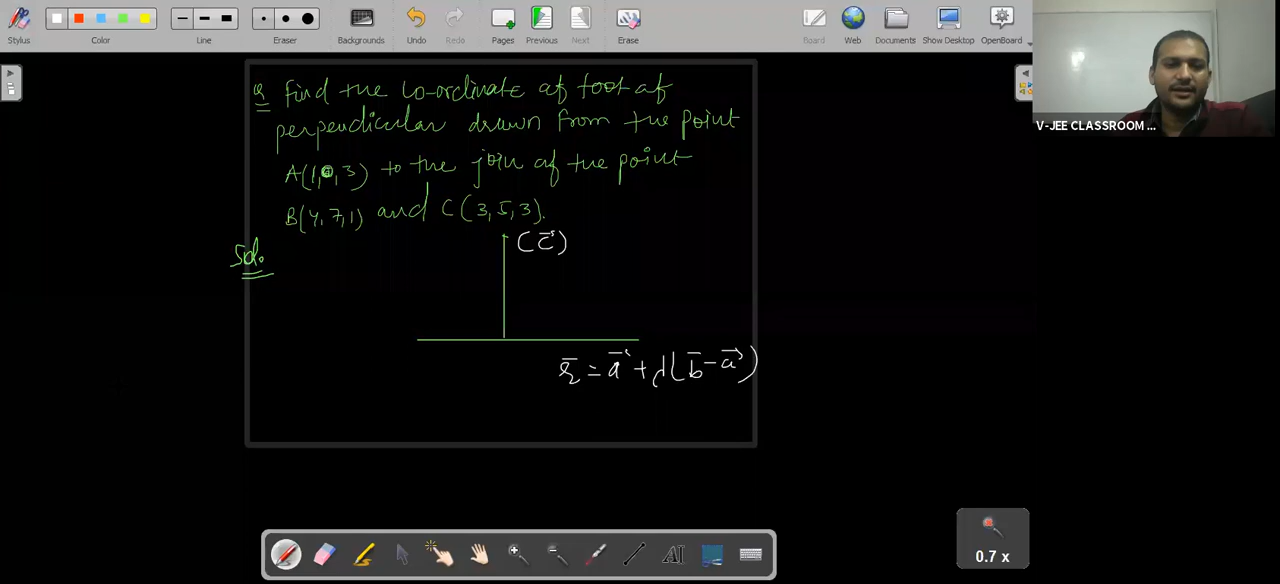 Stylus
Color
Line
Eraser
Backgrounds
Undo
Redo
Pages
Previous
Next
Erase
Board
Web
Documents
Show Desktop
OpenBoard
V-JEE CLASSROOM ...
Q Find the co-ordinate of foot of
perpendicular drawn from the point
A(1,0,3) to the join of the point
B(4,7,1) and C(3,5,3).
Sol.
(c⃗)
r̄ = a⃗ + λ(b̄ - a⃗)
AI
0.7 x